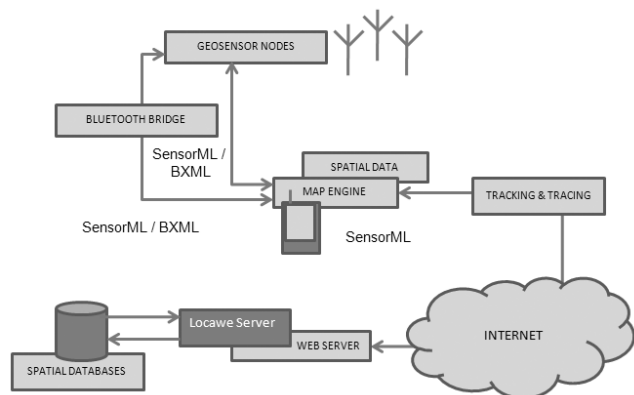 GEOSENSOR NODES
BLUETOOTH BRIDGE
SensorML /
BXML
SPATIAL DATA
MAP ENGINE
TRACKING & TRACING
SensorML / BXML
SensorML
Locawe Server
WEB SERVER
INTERNET
SPATIAL DATABASES